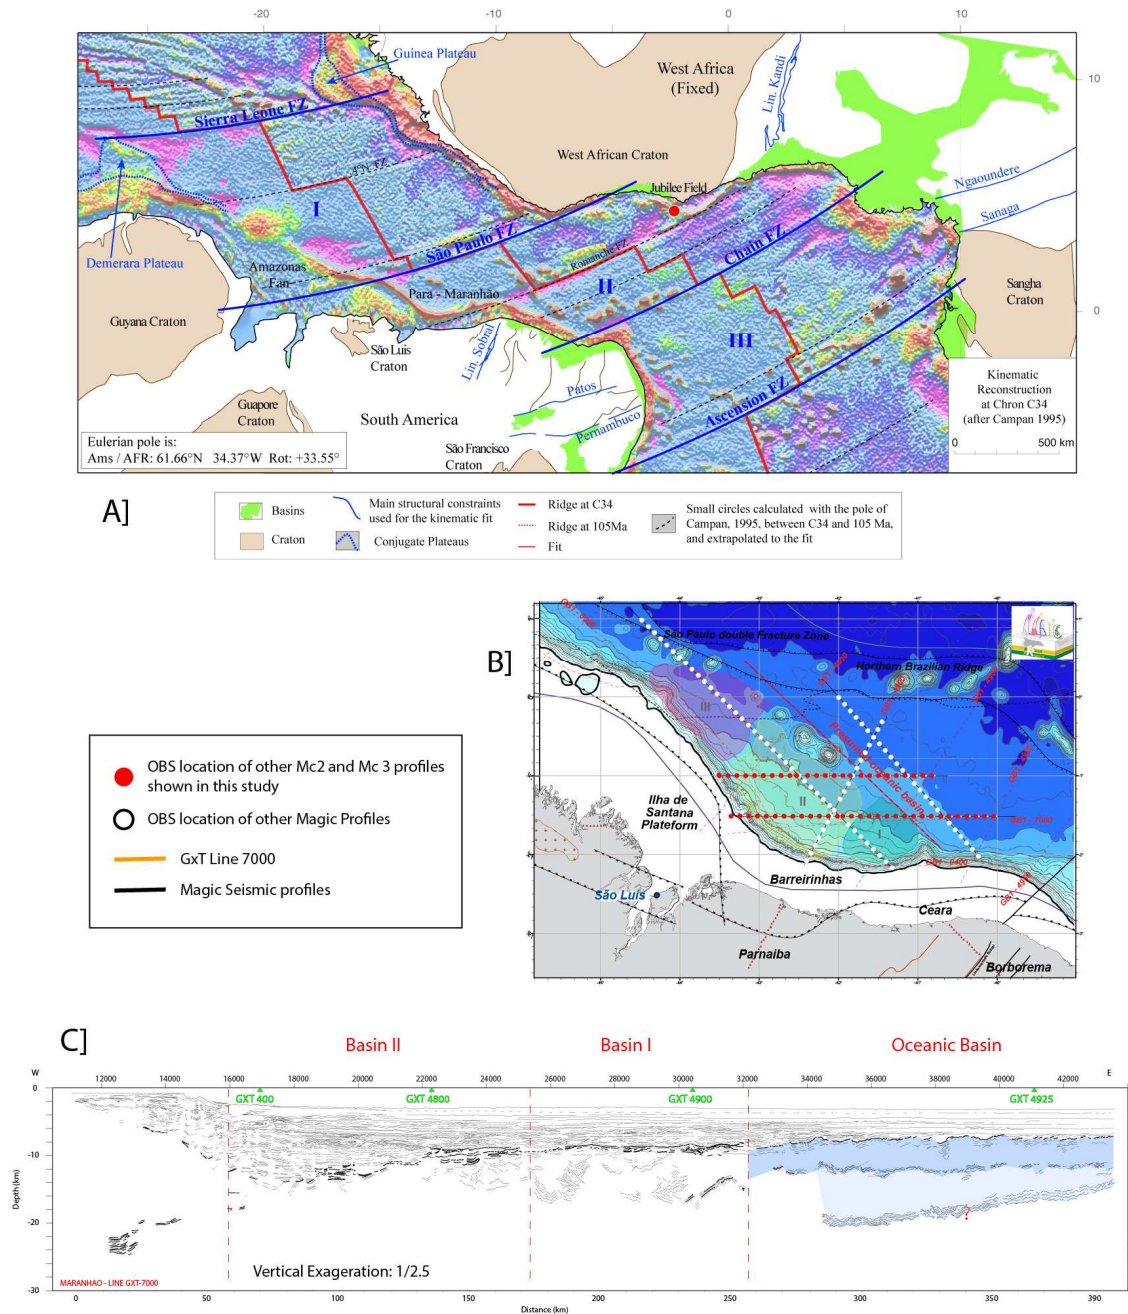 -20
-10
0
10
Guinea Plateau
West Africa
(Fixed)
Lin. Kandi
10
Sierra Leone FZ
West African Craton
4°N FZ
Jubilee Field
Ngaoundere
Sanaga
I
São Paulo FZ
Chain FZ
Demerara Plateau
Amazonas
Fan
Romanche FZ
II
Pará - Maranhão
Sangha
Craton
0
Guyana Craton
III
São Luis
Craton
Lin. Sobral
Ascension FZ
Patos
Guapore
Craton
South America
Pernambuco
São Francisco
Craton
Kinematic
Reconstruction
at Chron C34
(after Campan 1995)
0 500 km
Eulerian pole is:
Ams / AFR: 61.66°N 34.37°W Rot: +33.55°
A]
Basins
Craton
Main structural constraints
used for the kinematic fit
Conjugate Plateaus
Ridge at C34
Ridge at 105Ma
Fit
Small circles calculated with the pole of
Campan, 1995, between C34 and 105 Ma,
and extrapolated to the fit
B]
São Paulo double Fracture Zone
Northern Brazilian Ridge
III
Presumed oceanic basin
II
I
Ilha de
Santana
Plateform
GB1 - 7000
Barreirinhas
São Luis
Ceara
Parnaiba
Borborema
OBS location of other Mc2 and Mc 3 profiles
shown in this study
OBS location of other Magic Profiles
GxT Line 7000
Magic Seismic profiles
C]
Basin II
Basin I
Oceanic Basin
W
12000 14000 16000 18000 20000 22000 24000 26000 28000 30000 32000 34000 36000 38000 40000 42000
E
GXT 400
GXT 4800
GXT 4900
GXT 4925
0
-10
-20
-30
Depth (km)
?
Vertical Exageration: 1/2.5
MARANHAO - LINE GXT-7000
0 50 100 150 200 250 300 350 390
Distance (km)